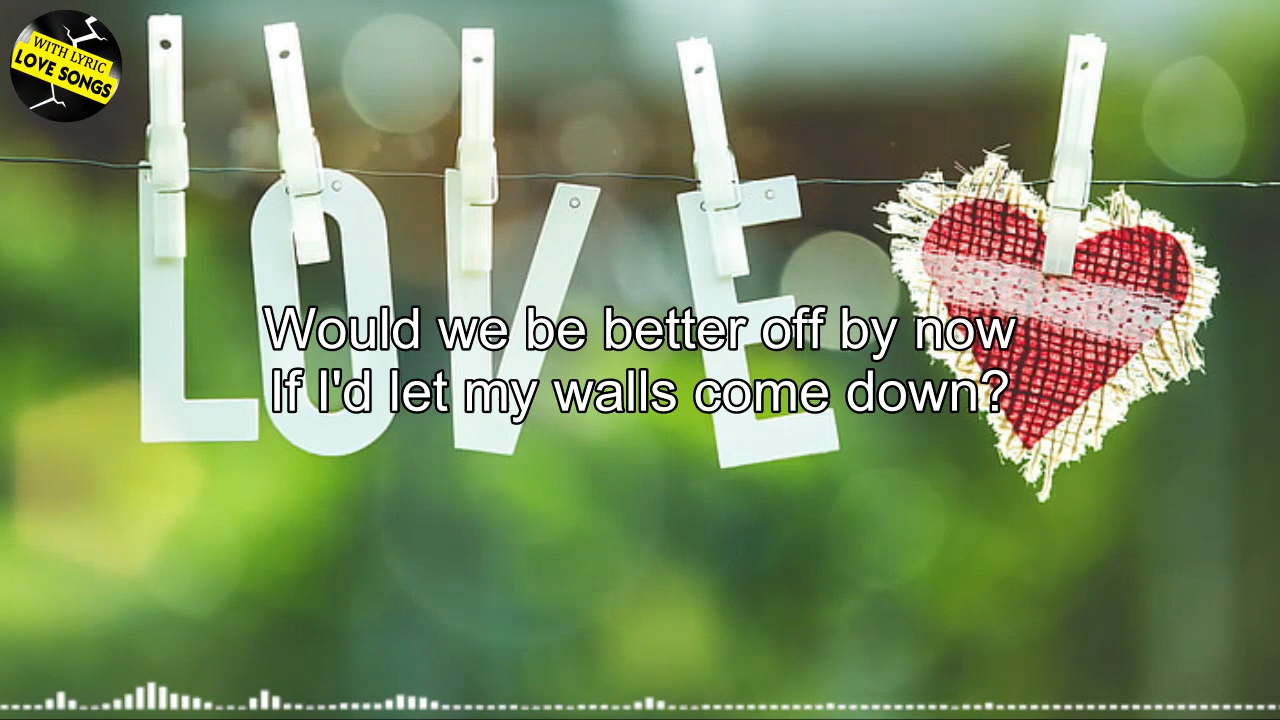 WITH LYRIC
LOVE SONGS
LOVE
Would we be better off by now
If I'd let my walls come down?